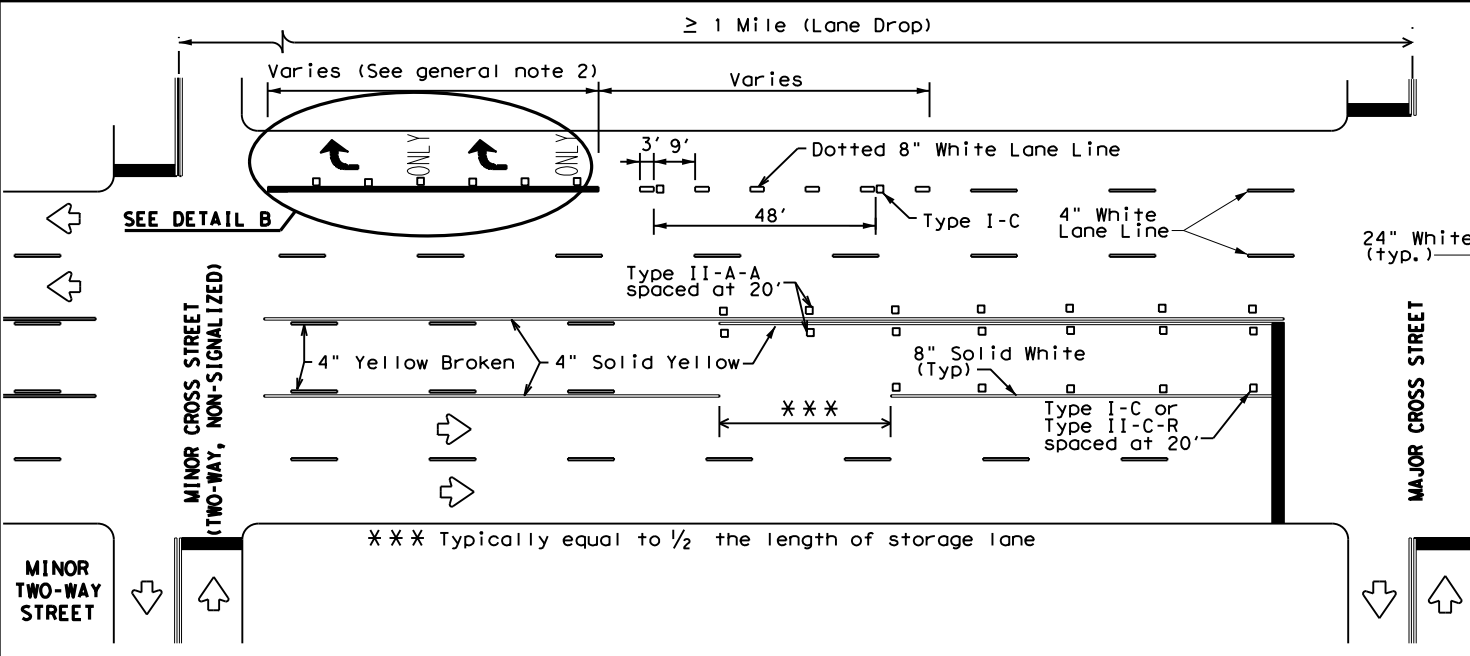 ≥ 1 Mile (Lane Drop)
Varies (See general note 2)
Varies
ONLY
ONLY
3' 9'
Dotted 8" White Lane Line
SEE DETAIL B
48'
Type I-C
4" White
Lane Line
24" White
(typ.)
Type II-A-A
spaced at 20'
MINOR CROSS STREET
(TWO-WAY, NON-SIGNALIZED)
4" Yellow Broken
4" Solid Yellow
8" Solid White
(Typ)
***
Type I-C or
Type II-C-R
spaced at 20'
MAJOR CROSS STREET
*** Typically equal to ½ the length of storage lane
MINOR
TWO-WAY
STREET